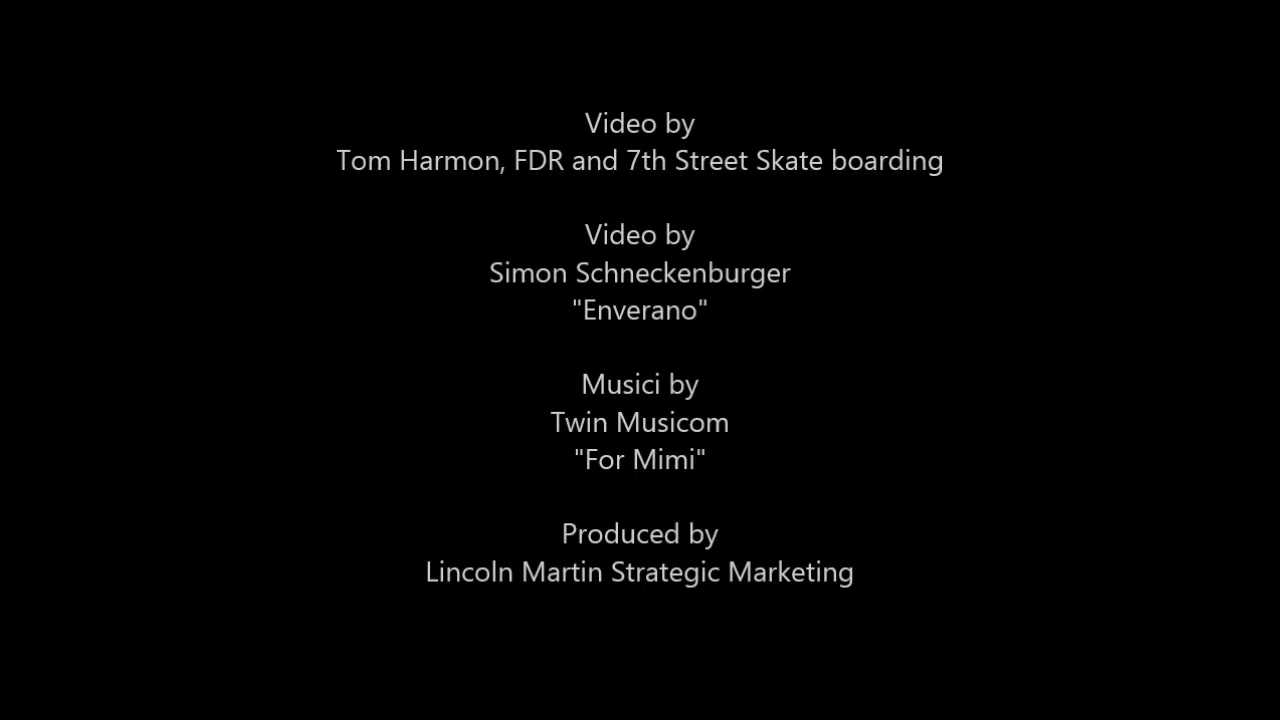 Video by
Tom Harmon, FDR and 7th Street Skate boarding
Video by
Simon Schneckenburger
"Enverano"
Musici by
Twin Musicom
"For Mimi"
Produced by
Lincoln Martin Strategic Marketing